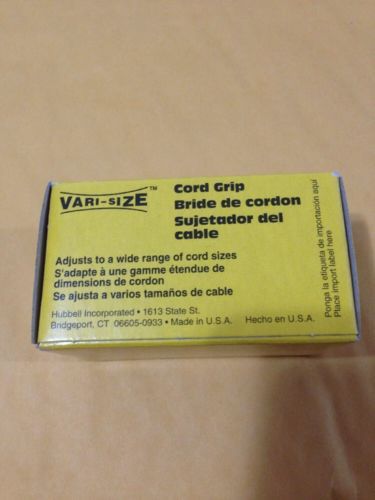 VARI-SIZE™
Cord Grip
Bride de cordon
Sujetador del
cable
Adjusts to a wide range of cord sizes
S'adapte à une gamme étendue de
dimensions de cordon
Se ajusta a varios tamaños de cable
Hubbell Incorporated • 1613 State St.
Bridgeport, CT 06605-0933 • Made in U.S.A. Hecho en U.S.A.
Ponga la etiqueta de importación aquí
Place import label here